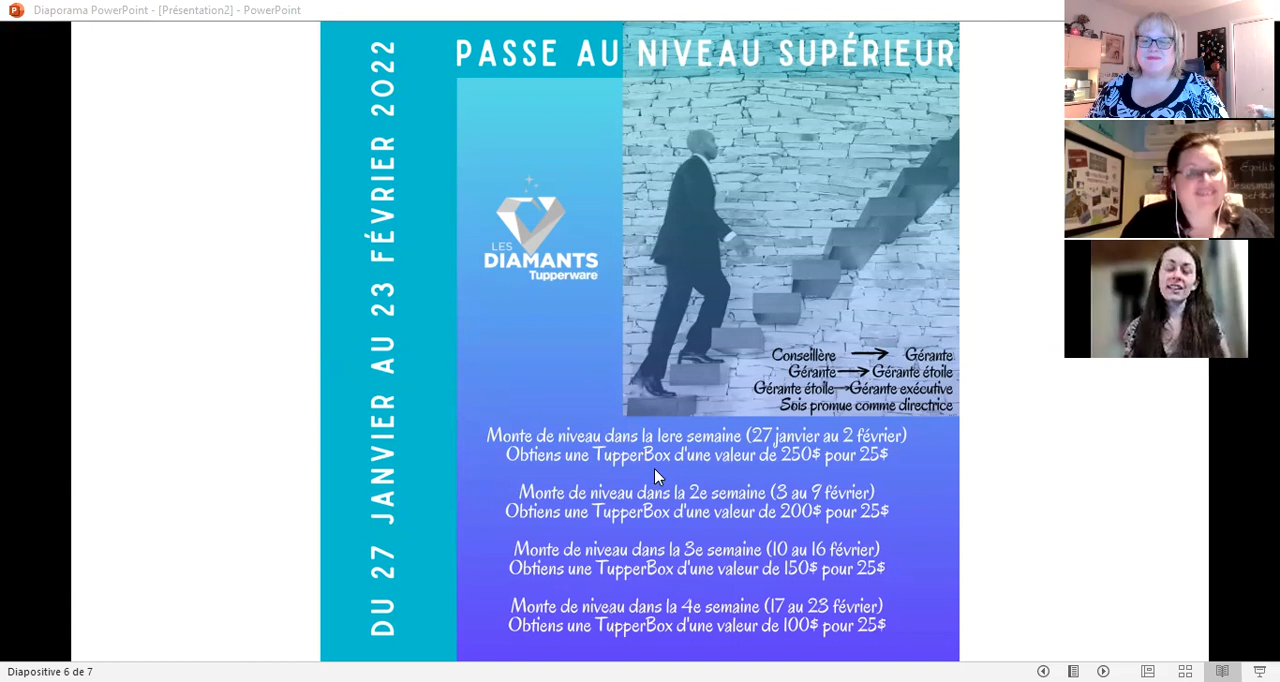 Diaporama PowerPoint - [Présentation2] - PowerPoint
DU 27 JANVIER AU 23 FÉVRIER 2022
PASSE AU NIVEAU SUPÉRIEUR
LES
DIAMANTS
Tupperware
Conseillère → Gérante
Gérante → Gérante étoile
Gérante étoile → Gérante exécutive
Sois promue comme directrice
Monte de niveau dans la 1ere semaine (27 janvier au 2 février)
Obtiens une TupperBox d'une valeur de 250$ pour 25$
Monte de niveau dans la 2e semaine (3 au 9 février)
Obtiens une TupperBox d'une valeur de 200$ pour 25$
Monte de niveau dans la 3e semaine (10 au 16 février)
Obtiens une TupperBox d'une valeur de 150$ pour 25$
Monte de niveau dans la 4e semaine (17 au 23 février)
Obtiens une TupperBox d'une valeur de 100$ pour 25$
Diapositive 6 de 7